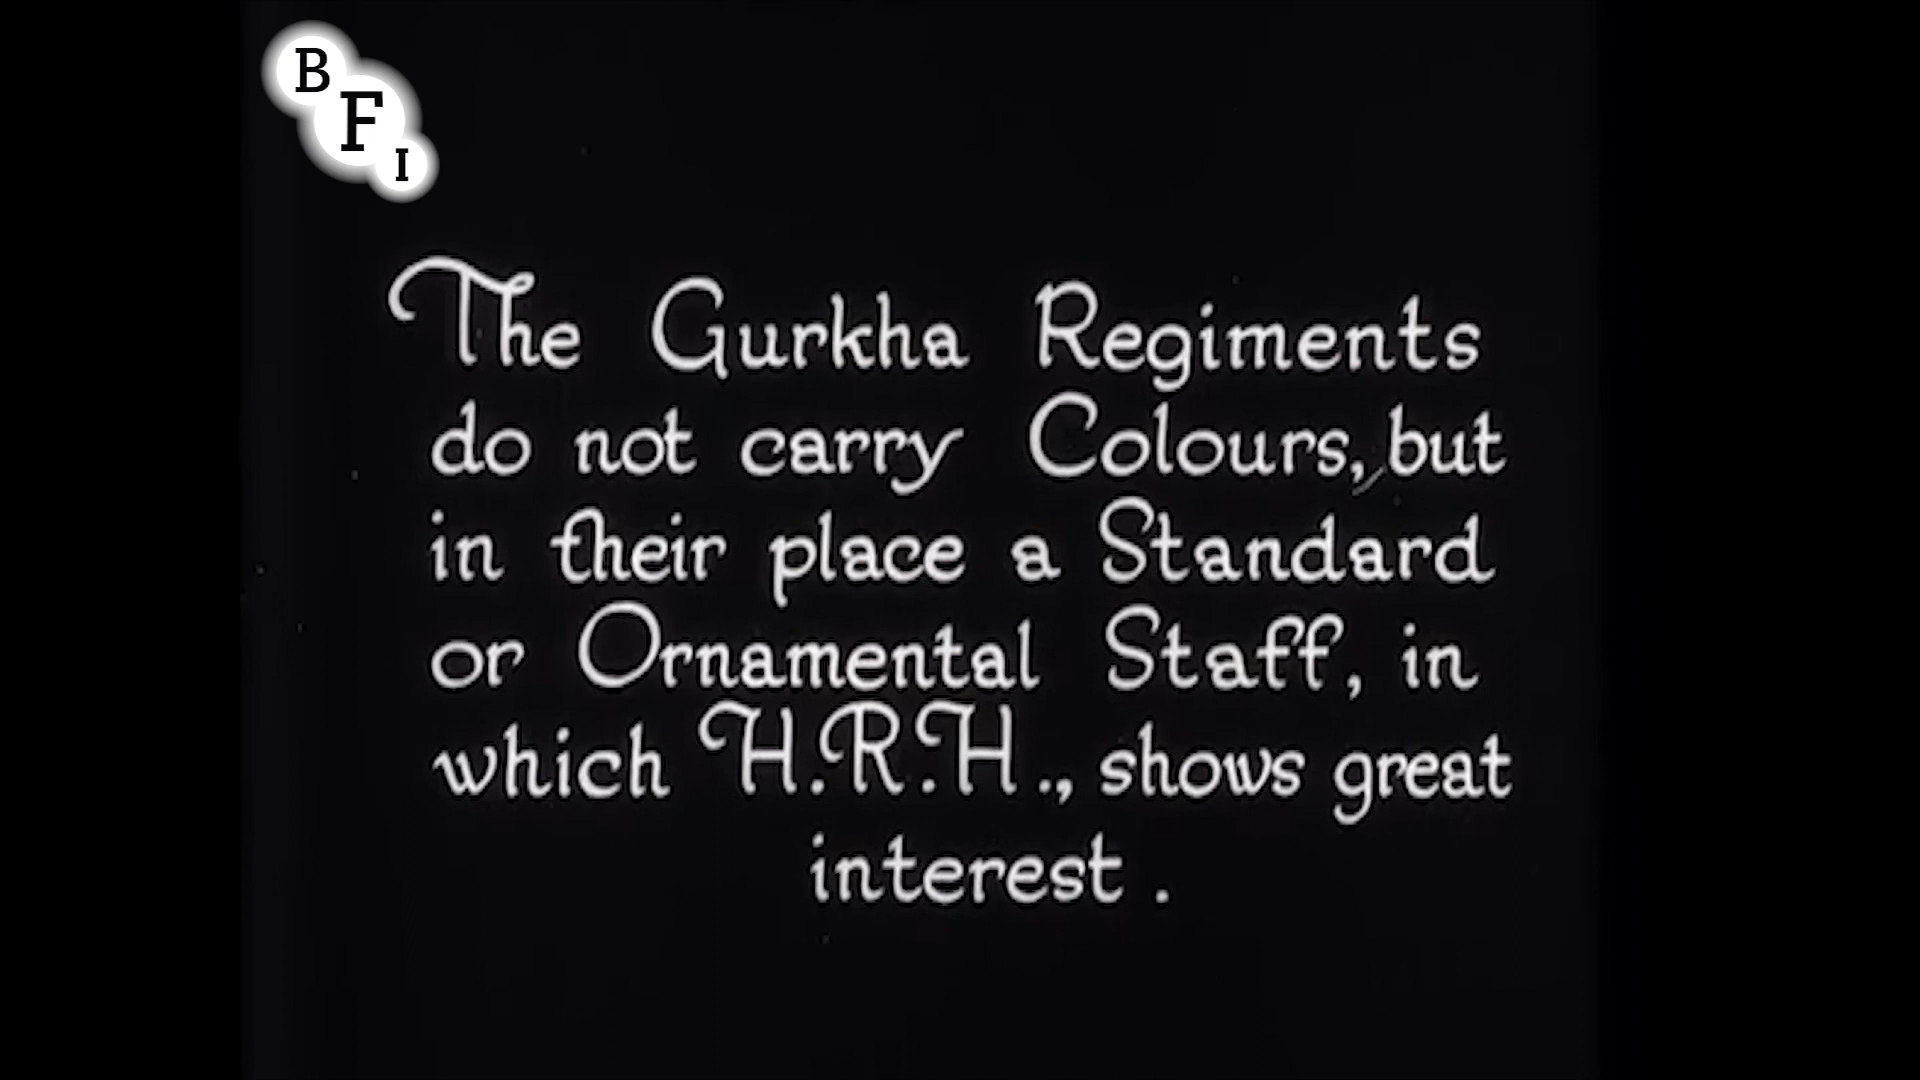 BFI
The Gurkha Regiments
do not carry Colours, but
in their place a Standard
or Ornamental Staff, in
which H.R.H., shows great
interest .